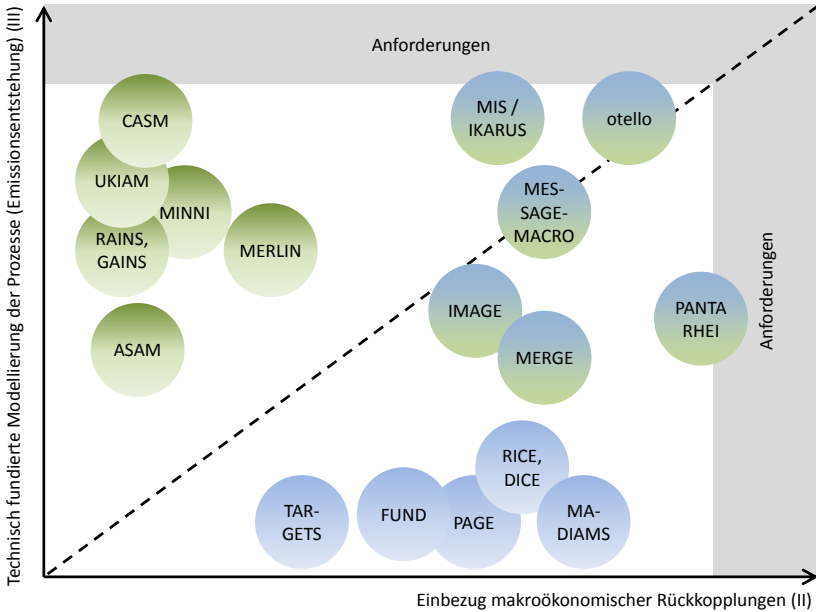 Technisch fundierte Modellierung der Prozesse (Emissionsentstehung) (III)
Anforderungen
CASM
MIS /
IKARUS
otello
UKIAM
MINNI
MES-
SAGE-
MACRO
RAINS,
GAINS
MERLIN
Anforderungen
IMAGE
PANTA
RHEI
ASAM
MERGE
RICE,
DICE
TAR-
GETS
FUND
PAGE
MA-
DIAMS
Einbezug makroökonomischer Rückkopplungen (II)